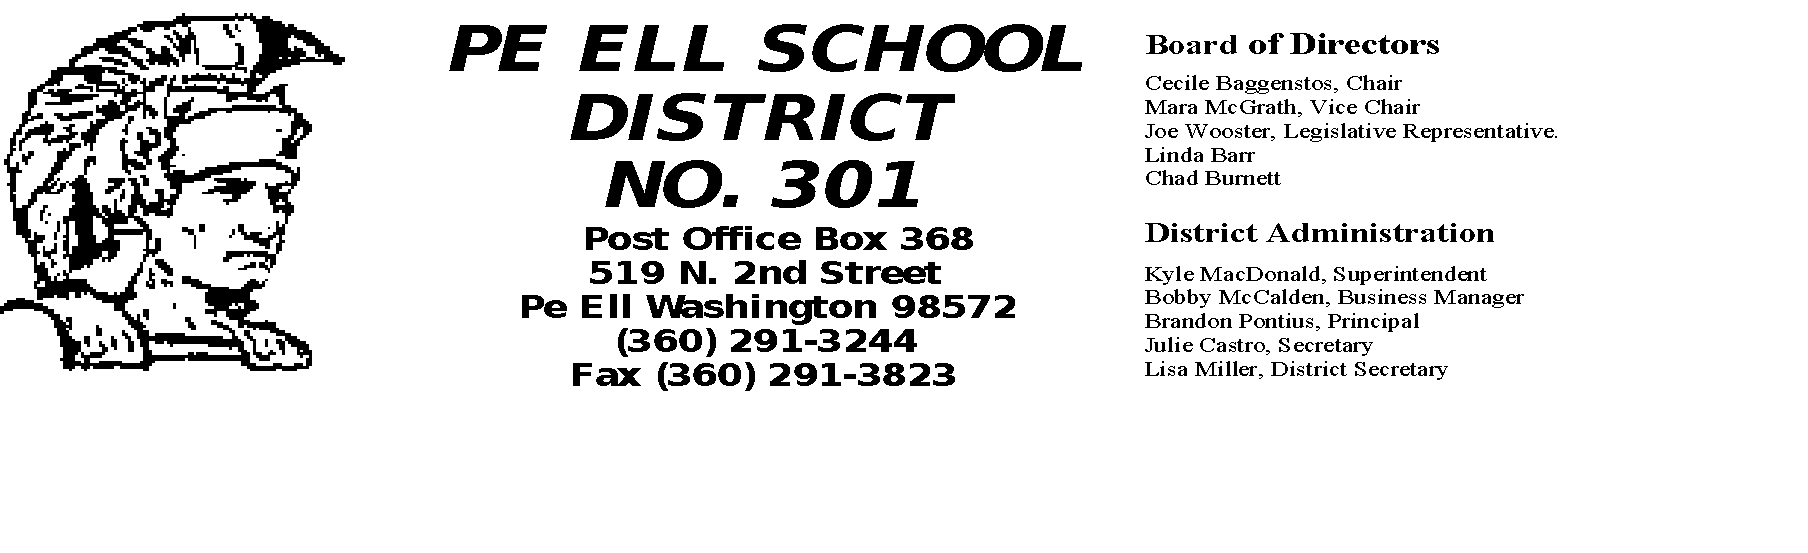 PE ELL SCHOOL
DISTRICT
NO. 301
Post Office Box 368
519 N. 2nd Street
Pe Ell Washington 98572
(360) 291-3244
Fax (360) 291-3823
Board of Directors
Cecile Baggenstos, Chair
Mara McGrath, Vice Chair
Joe Wooster, Legislative Representative.
Linda Barr
Chad Burnett
District Administration
Kyle MacDonald, Superintendent
Bobby McCalden, Business Manager
Brandon Pontius, Principal
Julie Castro, Secretary
Lisa Miller, District Secretary